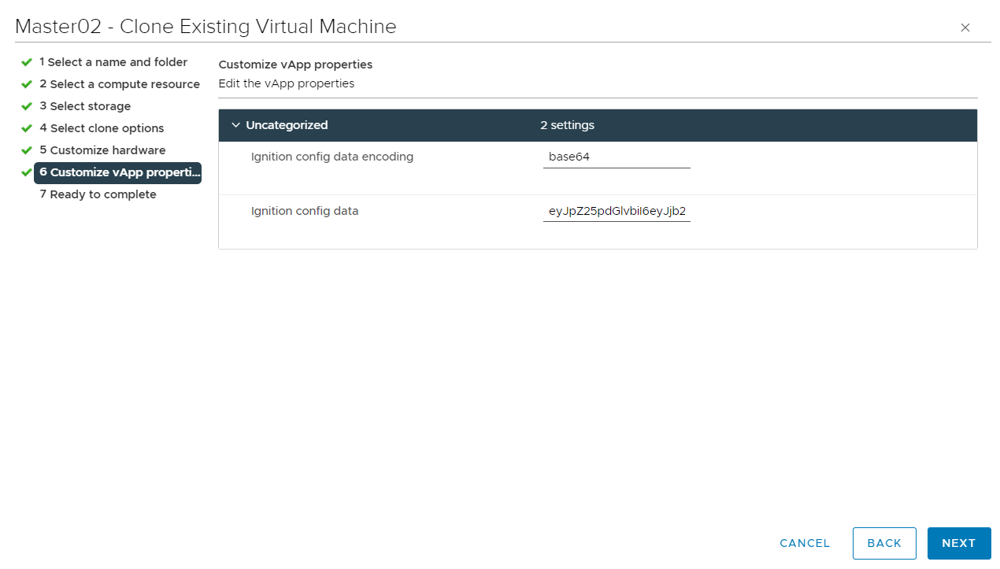 Master02 - Clone Existing Virtual Machine
1 Select a name and folder
2 Select a compute resource
3 Select storage
4 Select clone options
5 Customize hardware
6 Customize vApp properti...
7 Ready to complete
Customize vApp properties
Edit the vApp properties
Uncategorized 2 settings
Ignition config data encoding base64
Ignition config data eyJpZ25pdGlvbiI6eyJjb2
CANCEL BACK NEXT